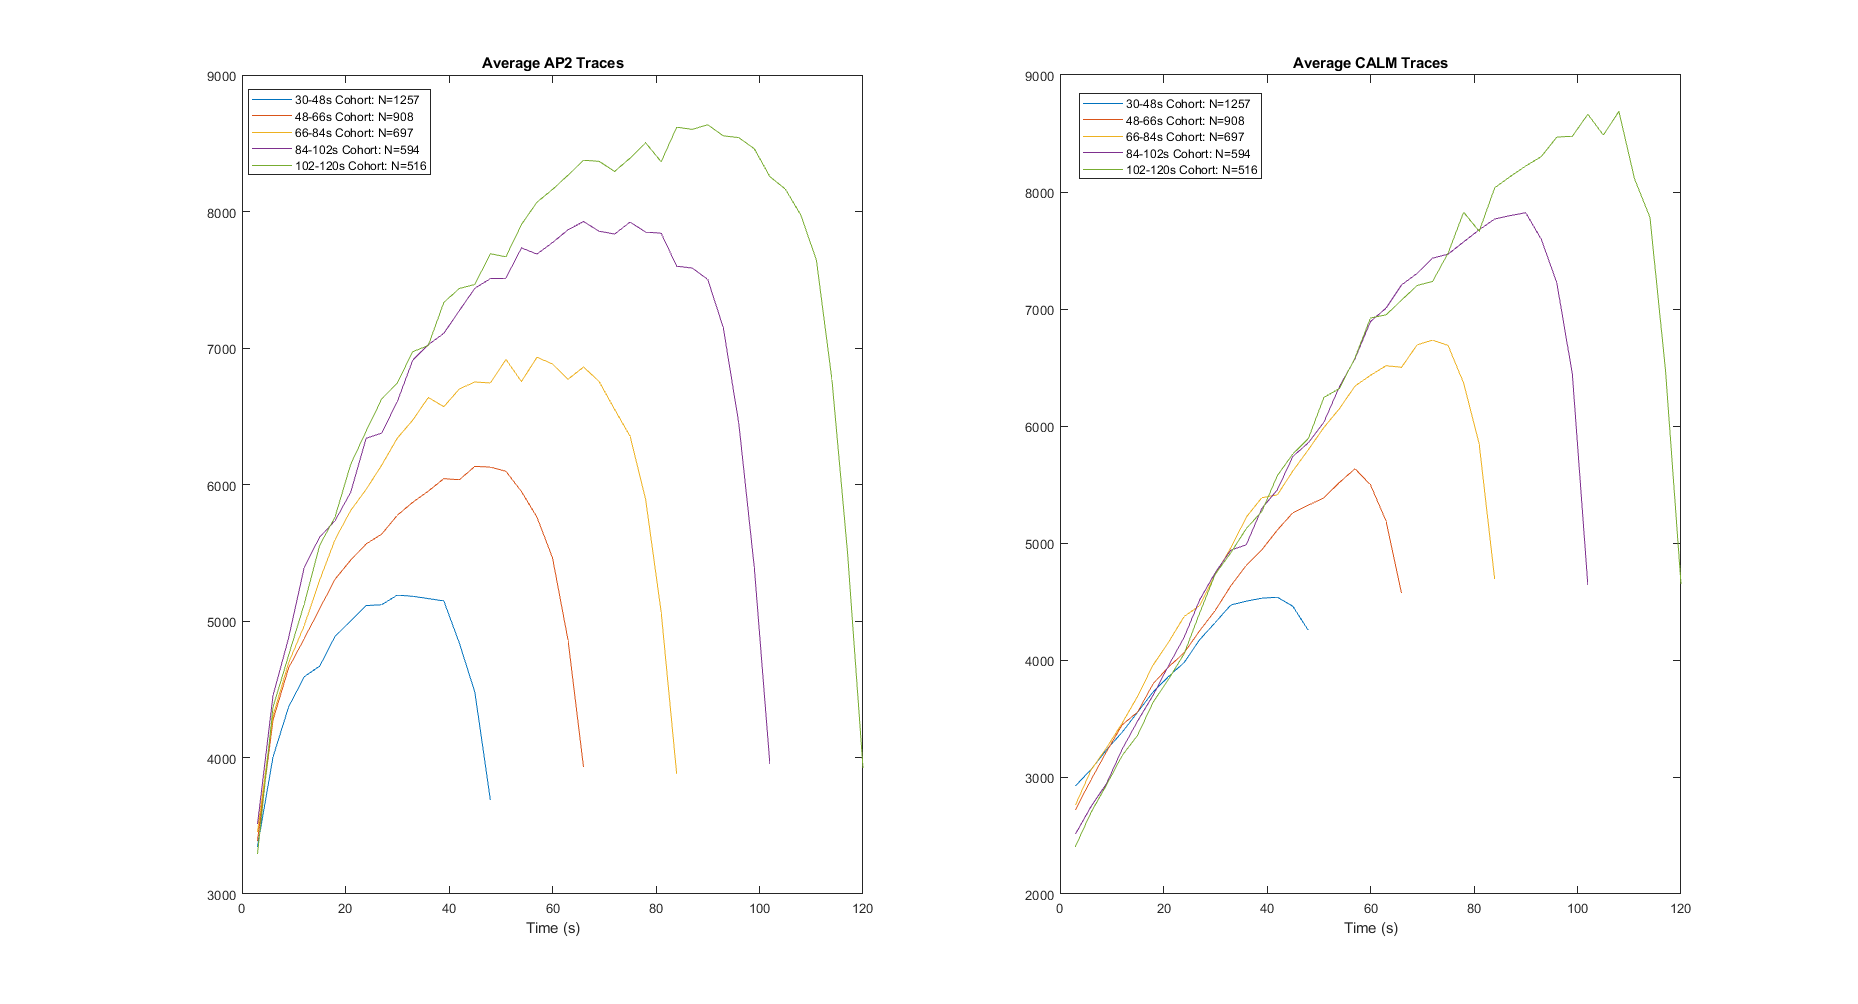 Average AP2 Traces
9000
8000
7000
6000
5000
4000
3000
30-48s Cohort: N=1257
48-66s Cohort: N=908
66-84s Cohort: N=697
84-102s Cohort: N=594
102-120s Cohort: N=516
0 20 40 60 80 100 120
Time (s)
Average CALM Traces
9000
8000
7000
6000
5000
4000
3000
2000
30-48s Cohort: N=1257
48-66s Cohort: N=908
66-84s Cohort: N=697
84-102s Cohort: N=594
102-120s Cohort: N=516
0 20 40 60 80 100 120
Time (s)